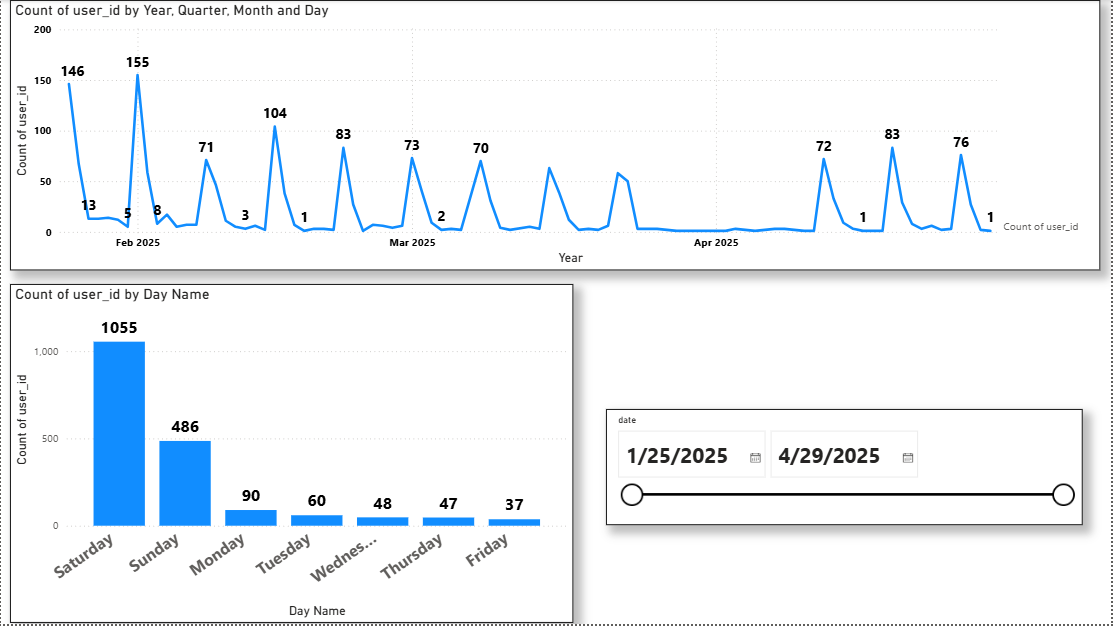 Count of user_id by Year, Quarter, Month and Day
200
150
100
50
0
Count of user_id
146
155
13
5
8
71
3
104
1
83
73
2
70
72
1
83
76
1
Count of user_id
Feb 2025
Mar 2025
Apr 2025
Year
Count of user_id by Day Name
1,000
500
0
Count of user_id
1055
486
90
60
48
47
37
Saturday
Sunday
Monday
Tuesday
Wednes...
Thursday
Friday
Day Name
date
1/25/2025
4/29/2025